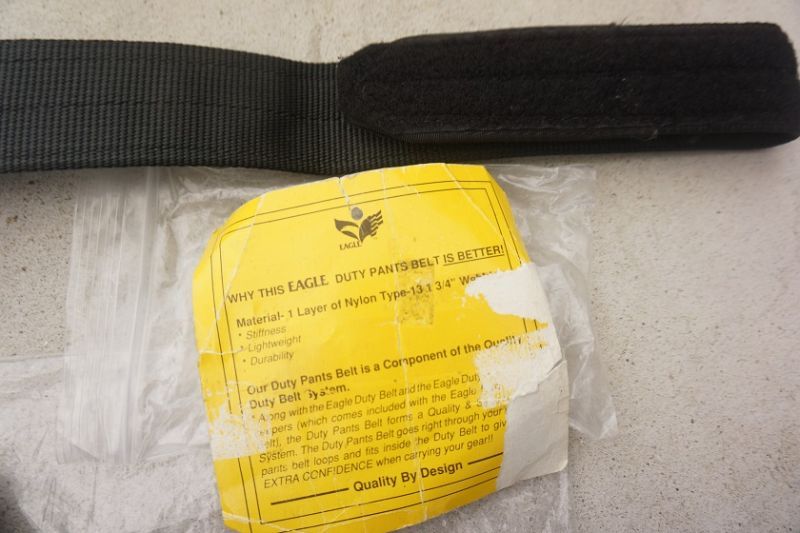 EAGLE
WHY THIS EAGLE DUTY PANTS BELT IS BETTER!
Material- 1 Layer of Nylon Type-13 1 3/4"
* Stiffness
* Lightweight
* Durability
Our Duty Pants Belt is a Component of the Quality
Duty Belt System.
* Along with the Eagle Duty Belt and the Eagle Duty
(which comes included with the Eagle
the Duty Pants Belt forms a Quality &
System. The Duty Pants Belt goes right through your
pants belt loops and fits inside the Duty Belt to
EXTRA CONFIDENCE when carrying your gear!!
Quality By Design